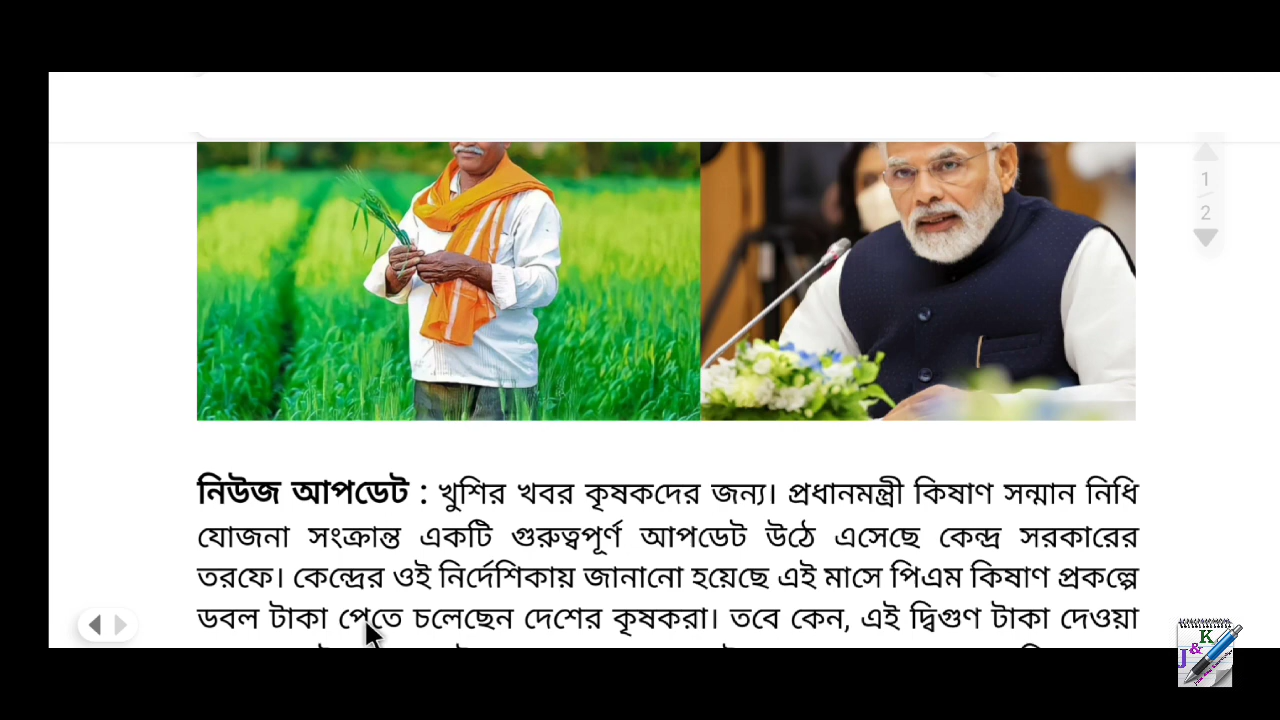 1
2
নিউজ আপডেট : খুশির খবর কৃষকদের জন্য। প্রধানমন্ত্রী কিষাণ সন্মান নিধি
যোজনা সংক্রান্ত একটি গুরুত্বপূর্ণ আপডেট উঠে এসেছে কেন্দ্র সরকারের
তরফে। কেন্দ্রের ওই নির্দেশিকায় জানানো হয়েছে এই মাসে পিএম কিষাণ প্রকল্পে
ডবল টাকা পেতে চলেছেন দেশের কৃষকরা। তবে কেন, এই দ্বিগুণ টাকা দেওয়া
J&K